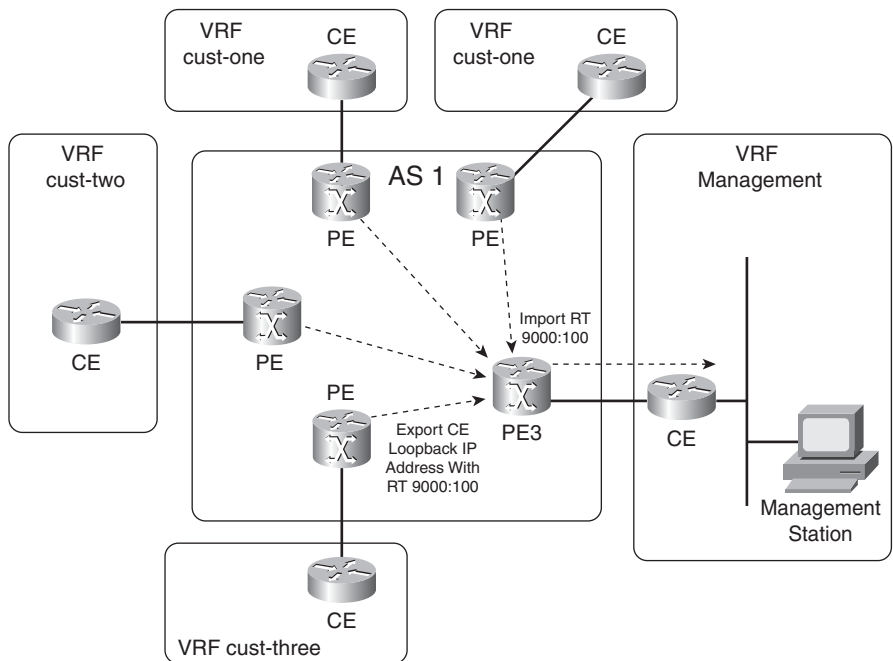 VRF
cust-one
CE
VRF
cust-one
CE
VRF
cust-two
AS 1
VRF
Management
PE
PE
Import RT
9000:100
CE
PE
PE
Export CE
Loopback IP
Address With
RT 9000:100
PE3
CE
Management
Station
CE
VRF cust-three